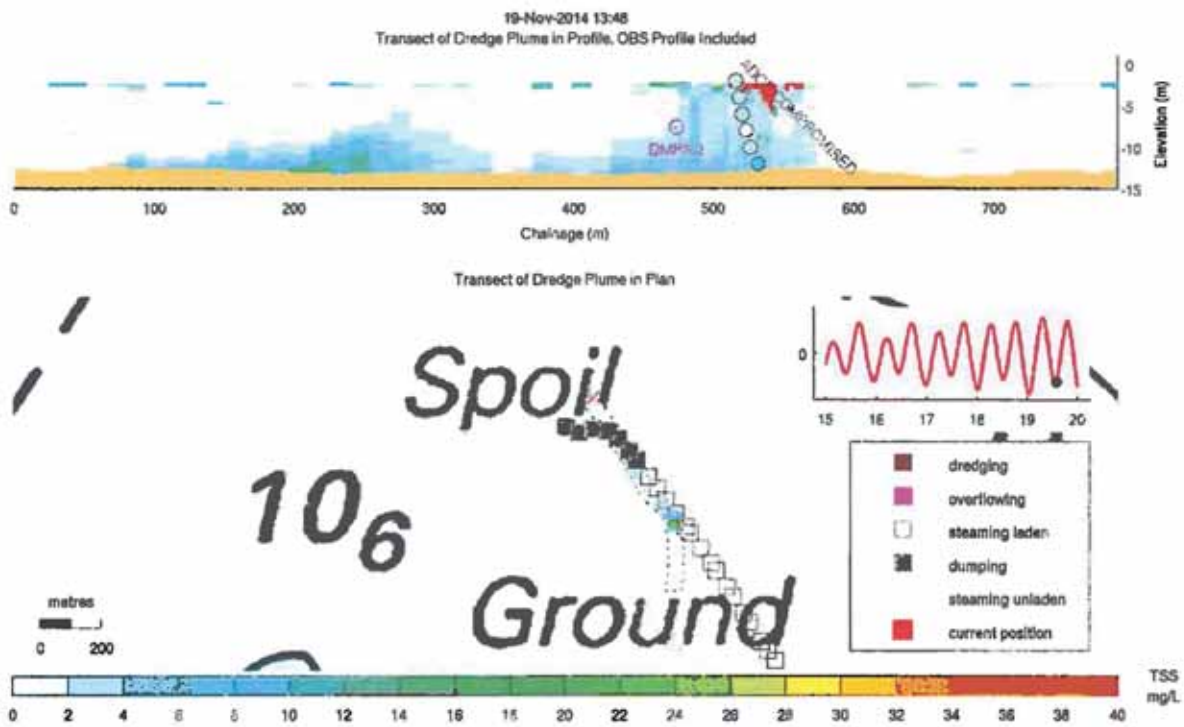 19-Nov-2014 13:48
Transect of Dredge Plume in Profile, OBS Profile Included
0
-5
-10
-15
Elevation (m)
COMPROMISED
0 100 200 300 400 500 600 700
Chainage (m)
Transect of Dredge Plume in Plan
Spoil
10 6
Ground
0
15 16 17 18 19 20
dredging
overflowing
steaming laden
dumping
steaming unladen
current position
metres
0 200
TSS
mg/L
0 2 4 6 8 10 12 14 16 18 20 22 24 26 28 30 32 34 36 38 40